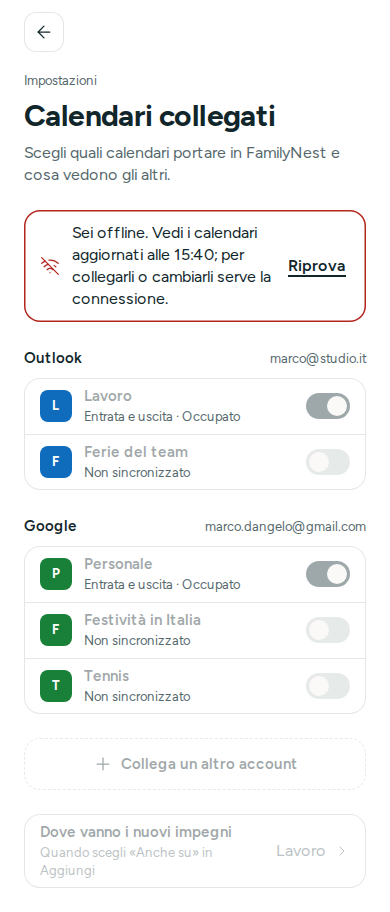 Impostazioni
Calendari collegati
Scegli quali calendari portare in FamilyNest e
cosa vedono gli altri.
Sei offline. Vedi i calendari
aggiornati alle 15:40; per
collegarli o cambiarli serve la
connessione.
Riprova
Outlook
marco@studio.it
L
Lavoro
Entrata e uscita · Occupato
F
Ferie del team
Non sincronizzato
Google
marco.dangelo@gmail.com
P
Personale
Entrata e uscita · Occupato
F
Festività in Italia
Non sincronizzato
T
Tennis
Non sincronizzato
Collega un altro account
Dove vanno i nuovi impegni
Quando scegli «Anche su» in
Aggiungi
Lavoro